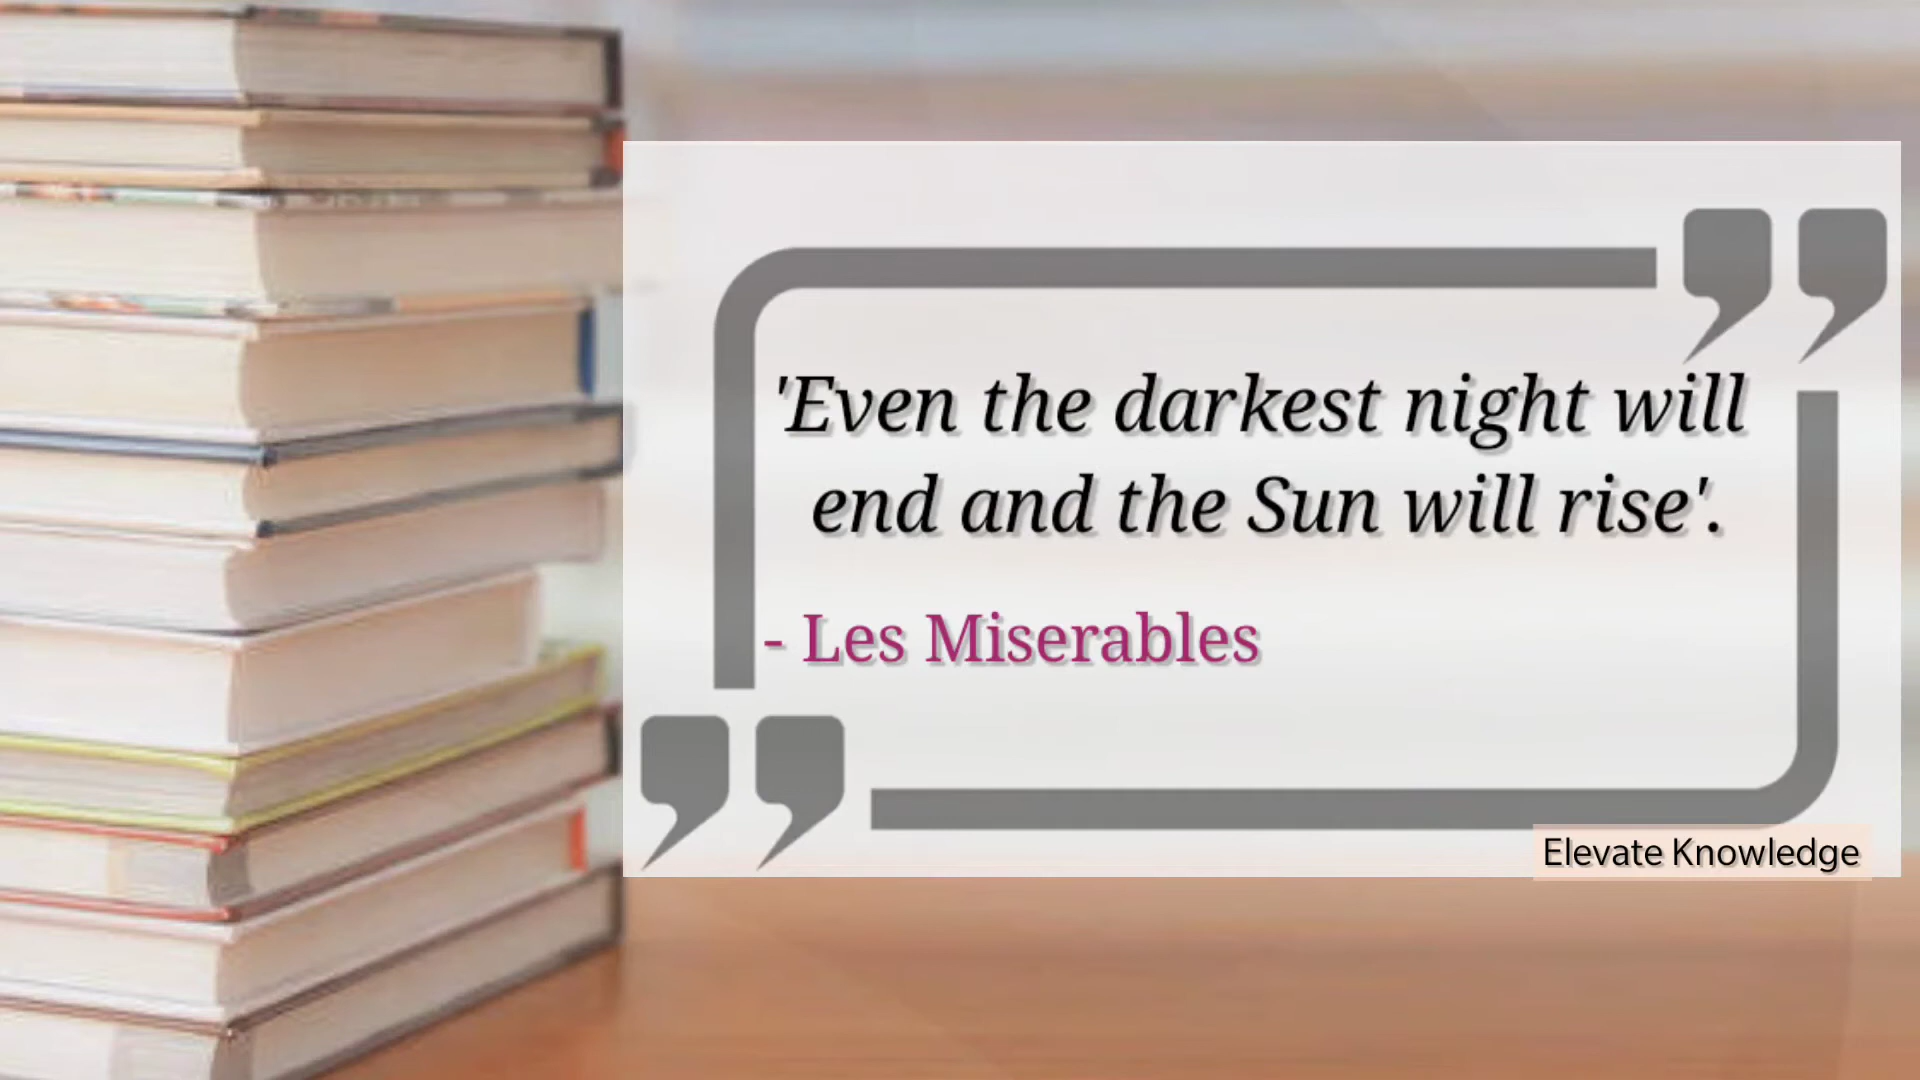 'Even the darkest night will
end and the Sun will rise'.
- Les Miserables
Elevate Knowledge